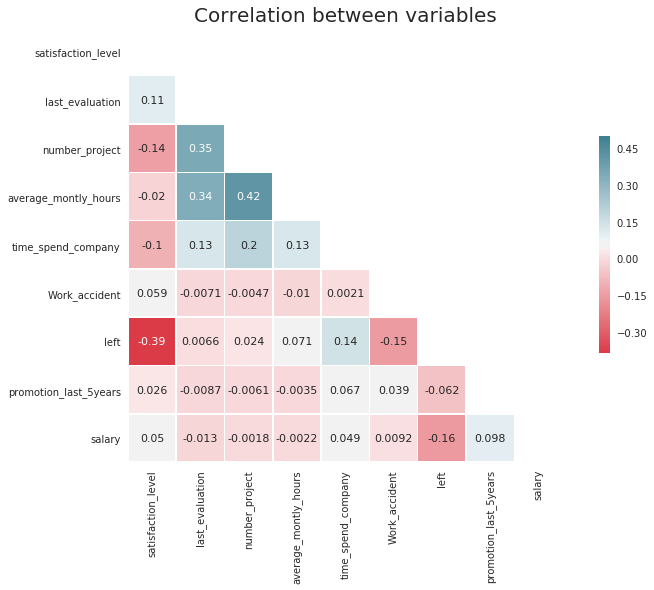 Correlation between variables
satisfaction_level
last_evaluation
0.11
number_project
-0.14 0.35
average_montly_hours
-0.02 0.34 0.42
time_spend_company
-0.1 0.13 0.2 0.13
Work_accident
0.059 -0.0071 -0.0047 -0.01 0.0021
left
-0.39 0.0066 0.024 0.071 0.14 -0.15
promotion_last_5years
0.026 -0.0087 -0.0061 -0.0035 0.067 0.039 -0.062
salary
0.05 -0.013 -0.0018 -0.0022 0.049 0.0092 -0.16 0.098
satisfaction_level
last_evaluation
number_project
average_montly_hours
time_spend_company
Work_accident
left
promotion_last_5years
salary
0.45
0.30
0.15
0.00
−0.15
−0.30